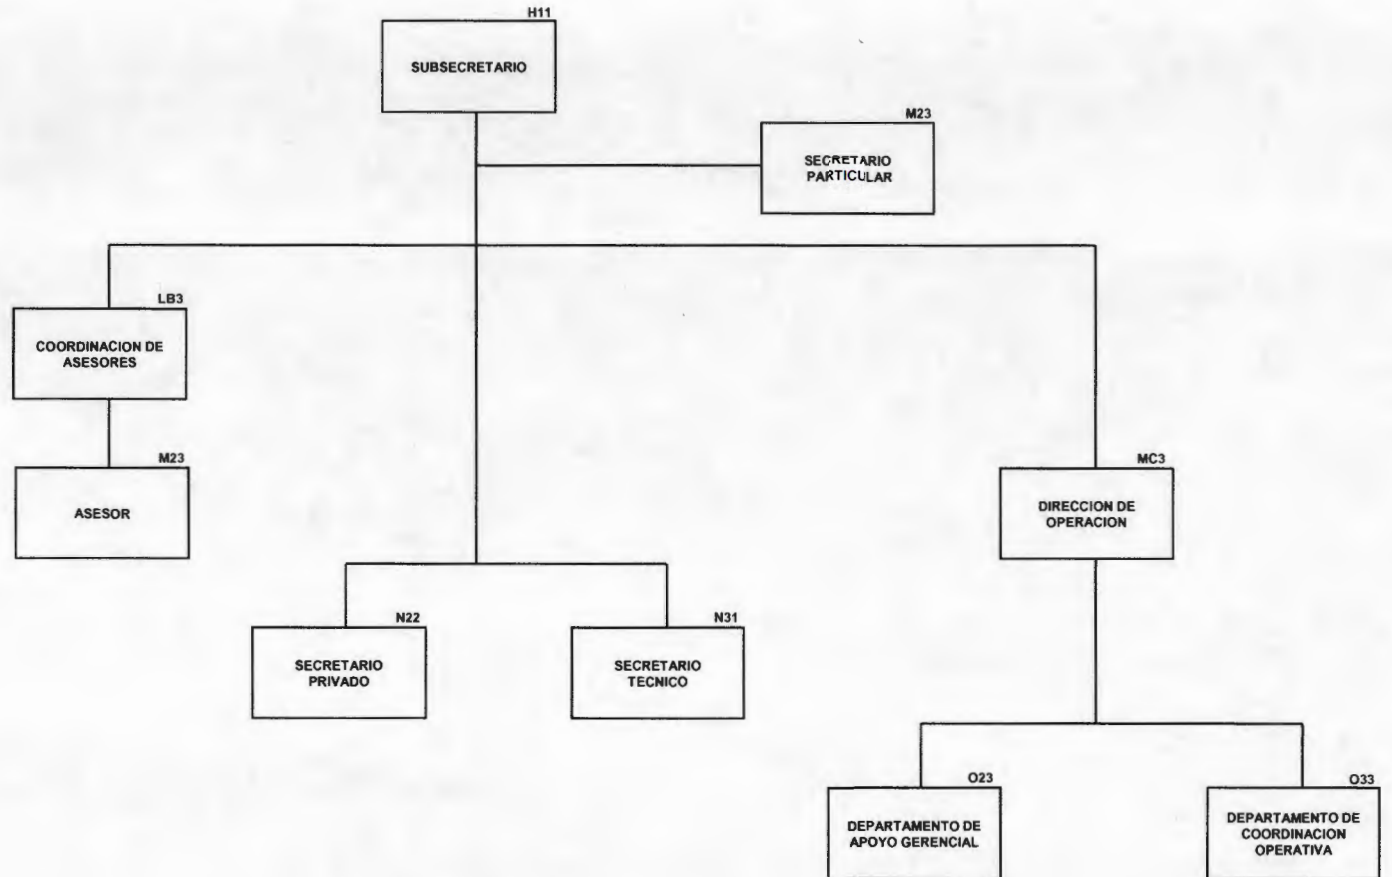 H11
SUBSECRETARIO
M23
SECRETARIO
PARTICULAR
LB3
COORDINACION DE
ASESORES
M23
ASESOR
MC3
DIRECCION DE
OPERACION
N22
SECRETARIO
PRIVADO
N31
SECRETARIO
TECNICO
O23
DEPARTAMENTO DE
APOYO GERENCIAL
O33
DEPARTAMENTO DE
COORDINACION
OPERATIVA